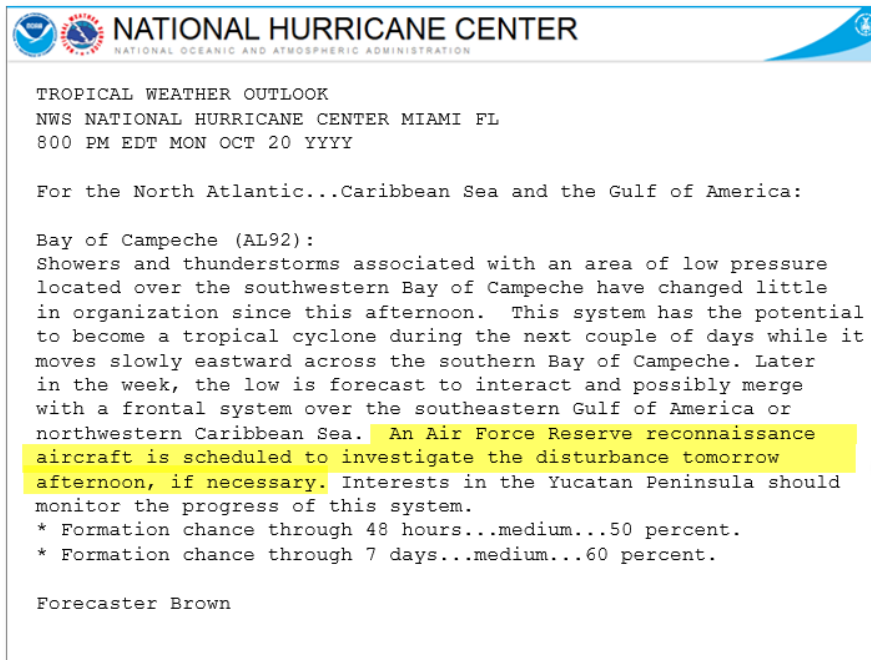 NATIONAL HURRICANE CENTER
NATIONAL OCEANIC AND ATMOSPHERIC ADMINISTRATION
TROPICAL WEATHER OUTLOOK
NWS NATIONAL HURRICANE CENTER MIAMI FL
800 PM EDT MON OCT 20 YYYY
For the North Atlantic...Caribbean Sea and the Gulf of America:
Bay of Campeche (AL92):
Showers and thunderstorms associated with an area of low pressure
located over the southwestern Bay of Campeche have changed little
in organization since this afternoon.  This system has the potential
to become a tropical cyclone during the next couple of days while it
moves slowly eastward across the southern Bay of Campeche. Later
in the week, the low is forecast to interact and possibly merge
with a frontal system over the southeastern Gulf of America or
northwestern Caribbean Sea.  An Air Force Reserve reconnaissance
aircraft is scheduled to investigate the disturbance tomorrow
afternoon, if necessary. Interests in the Yucatan Peninsula should
monitor the progress of this system.
* Formation chance through 48 hours...medium...50 percent.
* Formation chance through 7 days...medium...60 percent.
Forecaster Brown